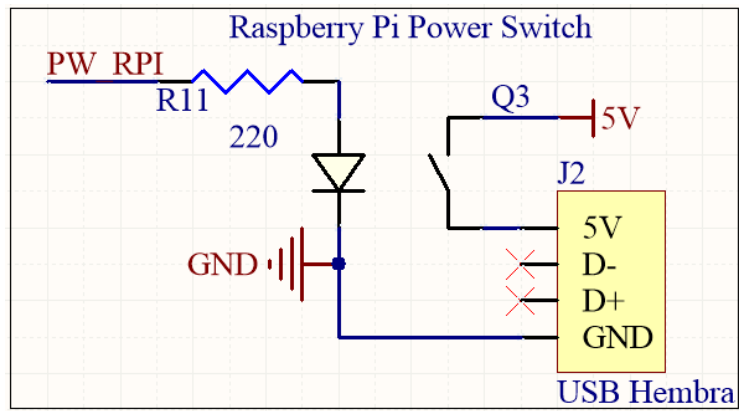 Raspberry Pi Power Switch
PW_RPI
R11
220
Q3
5V
J2
5V
D-
D+
GND
GND
USB Hembra